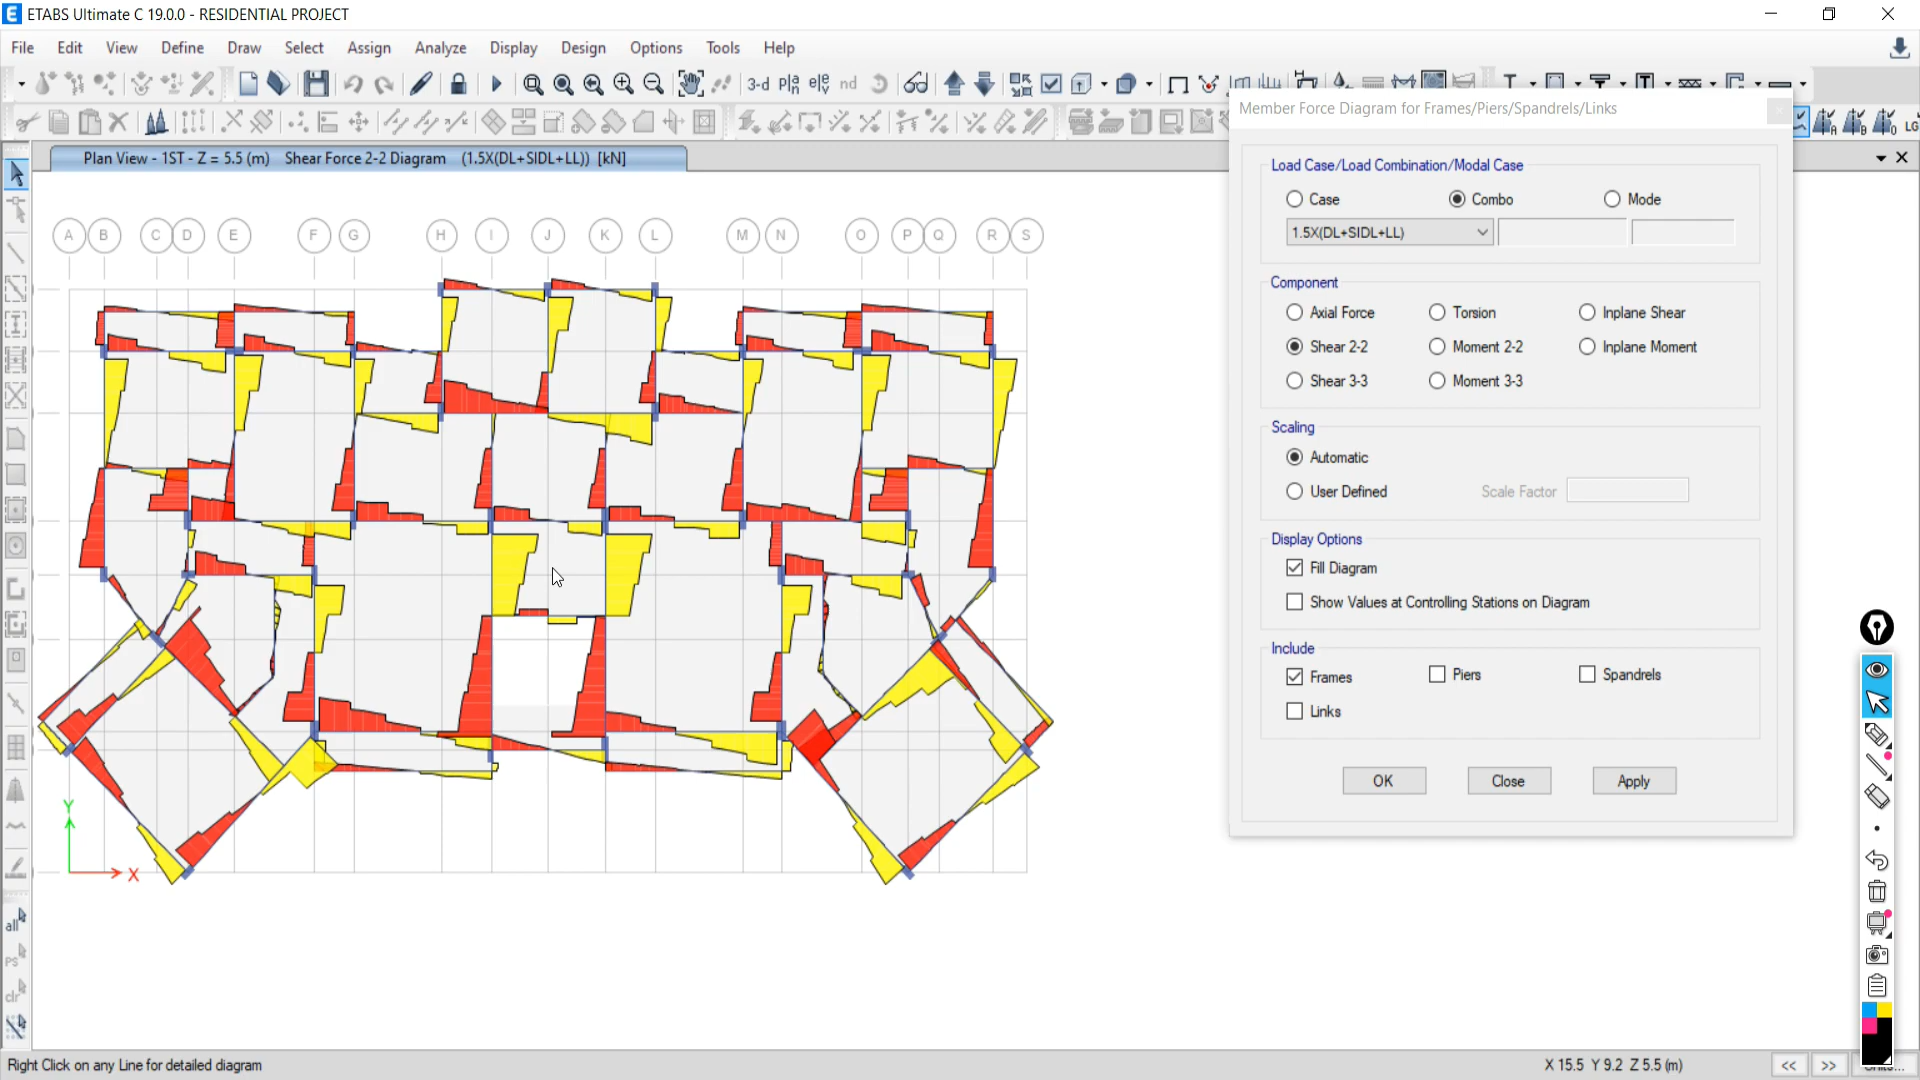 ETABS Ultimate C 19.0.0 - RESIDENTIAL PROJECT
File Edit View Define Draw Select Assign Analyze Display Design Options Tools Help
3-d
nd
Member Force Diagram for Frames/Piers/Spandrels/Links
LG
Plan View - 1ST - Z = 5.5 (m) Shear Force 2-2 Diagram (1.5X(DL+SIDL+LL)) [kN]
A B C D E F G H I J K L M N O P Q R S
Load Case/Load Combination/Modal Case
Case Combo Mode
1.5X(DL+SIDL+LL)
Component
Axial Force Torsion Inplane Shear
Shear 2-2 Moment 2-2 Inplane Moment
Shear 3-3 Moment 3-3
Scaling
Automatic
User Defined Scale Factor
Display Options
Fill Diagram
Show Values at Controlling Stations on Diagram
Include
Frames Piers Spandrels
Links
OK Close Apply
Y
X
all
ps
clr
Right Click on any Line for detailed diagram
X 15.5 Y 9.2 Z 5.5 (m)
<< >>